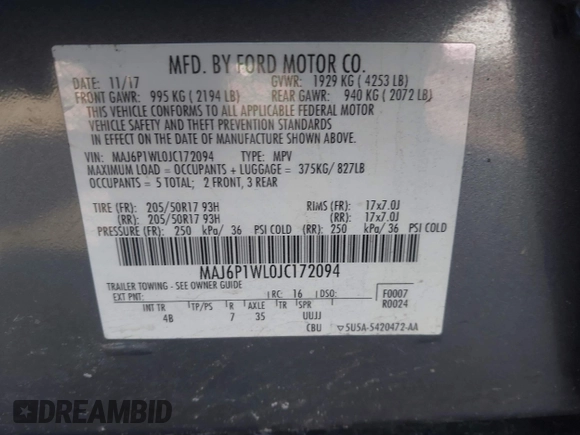 MFD. BY FORD MOTOR CO.
DATE: 11/17 GVWR: 1929 KG ( 4253 LB)
FRONT GAWR: 995 KG ( 2194 LB) REAR GAWR: 940 KG ( 2072 LB)
THIS VEHICLE CONFORMS TO ALL APPLICABLE FEDERAL MOTOR
VEHICLE SAFETY AND THEFT PREVENTION STANDARDS
IN EFFECT ON THE DATE OF MANUFACTURE SHOWN ABOVE.
VIN: MAJ6P1WL0JC172094 TYPE: MPV
MAXIMUM LOAD = OCCUPANTS + LUGGAGE = 375KG/ 827LB
OCCUPANTS = 5 TOTAL; 2 FRONT, 3 REAR
TIRE (FR): 205/50R17 93H RIMS (FR): 17x7.0J
(RR): 205/50R17 93H (RR): 17x7.0J
PRESSURE (FR): 250 kPa/ 36 PSI COLD (RR): 250 kPa/ 36 PSI COLD
MAJ6P1WL0JC172094
TRAILER TOWING - SEE OWNER GUIDE
EXT PNT: RC: 16 DSO: F0007
R0024
INT TR TP/PS R AXLE TR SPR
4B 7 35 UUJJ
CBU 5U5A-5420472-AA
DREAMBID